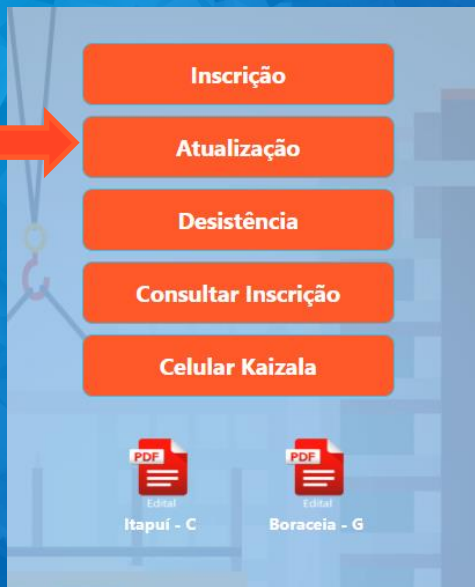 Inscrição
Atualização
Desistência
Consultar Inscrição
Celular Kaizala
PDF PDF
Edital Edital
Itapuí - C Boraceia - G